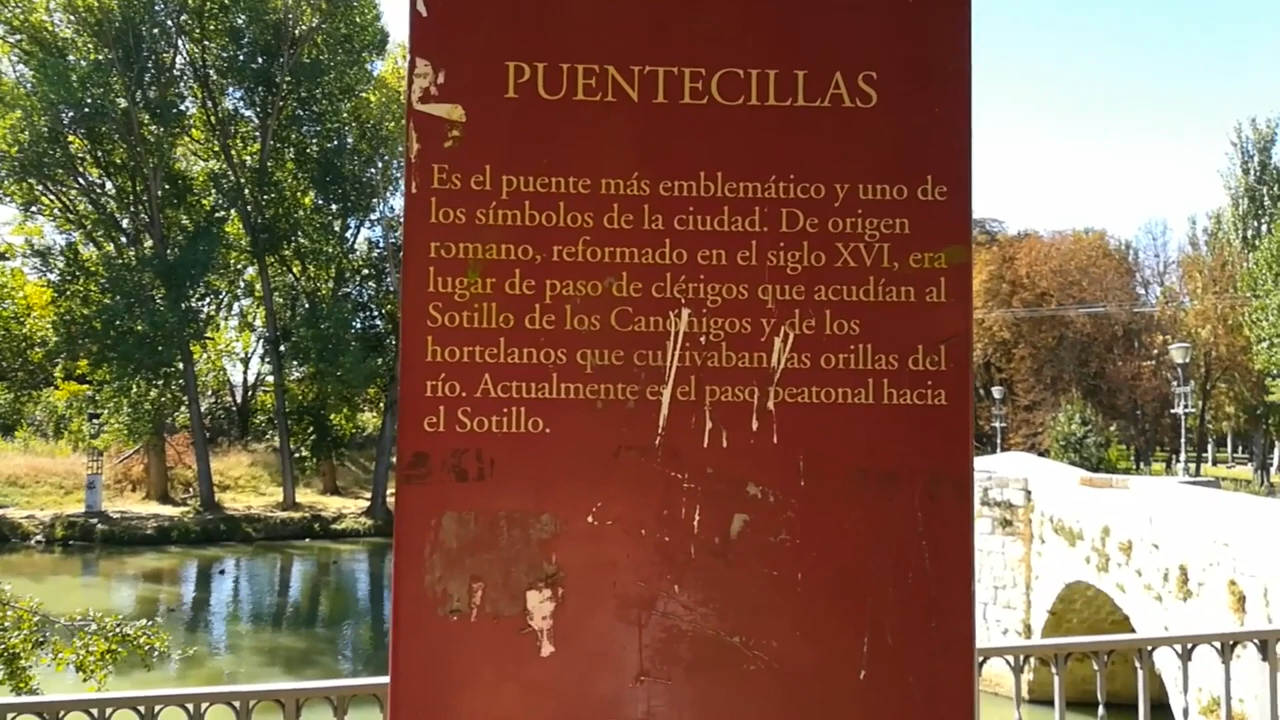 PUENTECILLAS
Es el puente más emblemático y uno de
los símbolos de la ciudad. De origen
romano, reformado en el siglo XVI, era
lugar de paso de clérigos que acudían al
Sotillo de los Canónigos y de los
hortelanos que cultivaban las orillas del
río. Actualmente es el paso peatonal hacia
el Sotillo.